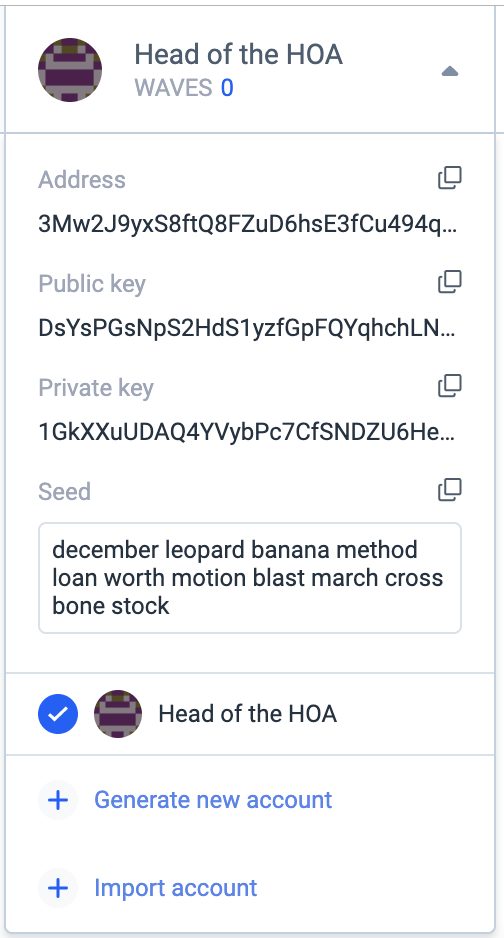 Head of the HOA
WAVES 0
Address
3Mw2J9yxS8ftQ8FZuD6hsE3fCu494q...
Public key
DsYsPGsNpS2HdS1yzfGpFQYqhchLN...
Private key
1GkXXuUDAQ4YVybPc7CfSNDZU6He...
Seed
december leopard banana method
loan worth motion blast march cross
bone stock
Head of the HOA
Generate new account
Import account